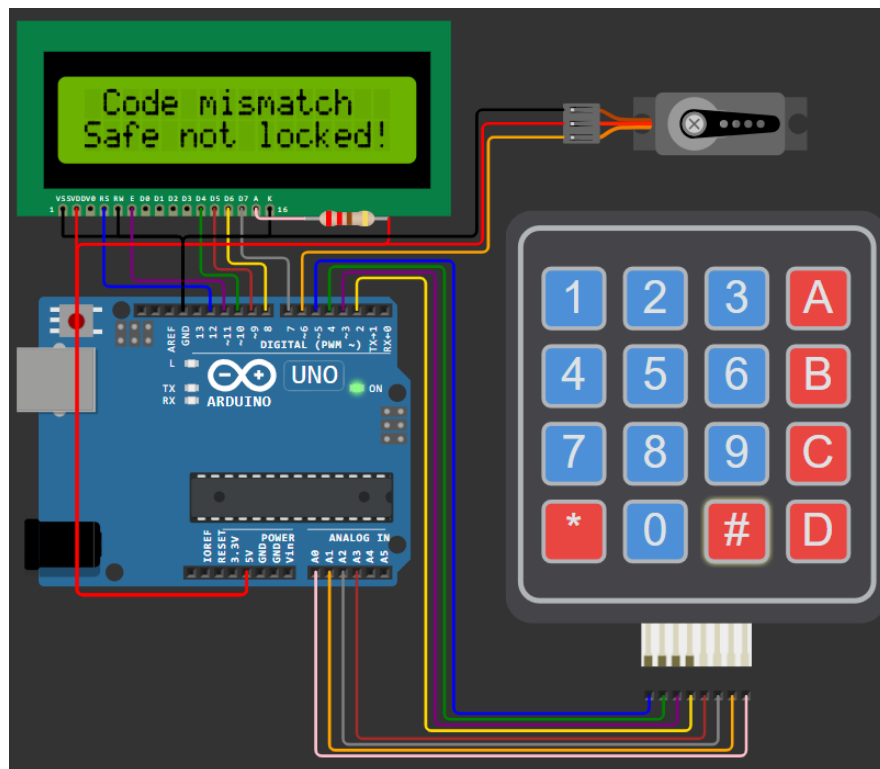 Code mismatch
Safe not locked!
1 VSS VDD V0 RS RW E D0 D1 D2 D3 D4 D5 D6 D7 A K 16
AREF GND 13 12 ~11 ~10 ~9 8 7 ~6 ~5 4 ~3 2 TX→1 RX←0
DIGITAL (PWM ~)
L
TX
RX
UNO
ON
ARDUINO
POWER
ANALOG IN
IOREF RESET 3.3V 5V GND GND Vin A0 A1 A2 A3 A4 A5
1 2 3 A
4 5 6 B
7 8 9 C
* 0 # D